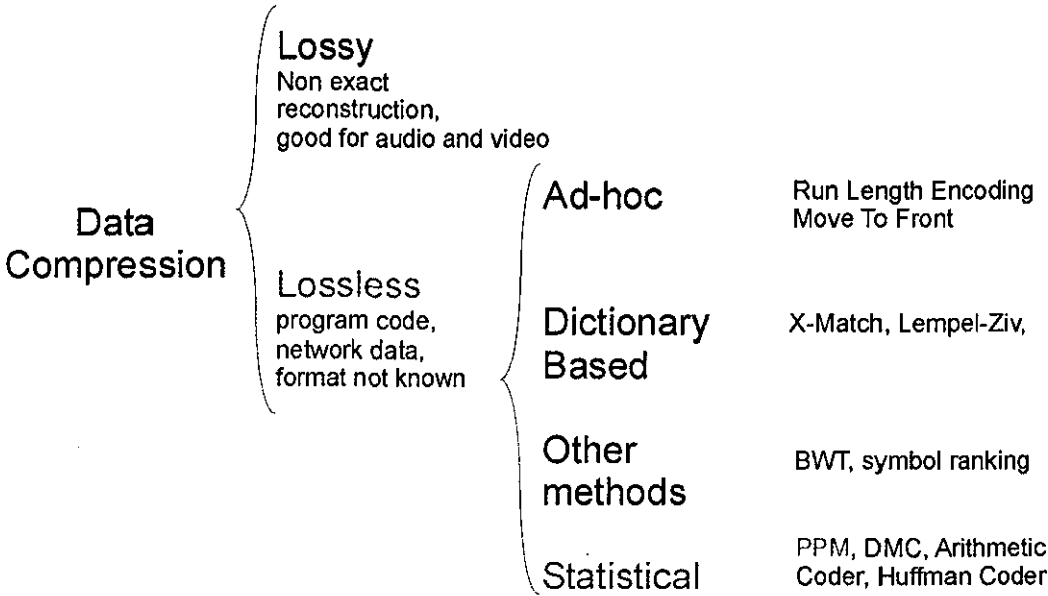 Data
Compression
Lossy
Non exact
reconstruction,
good for audio and video
Lossless
program code,
network data,
format not known
Ad-hoc
Run Length Encoding
Move To Front
Dictionary
Based
X-Match, Lempel-Ziv,
Other
methods
BWT, symbol ranking
Statistical
PPM, DMC, Arithmetic
Coder, Huffman Coder